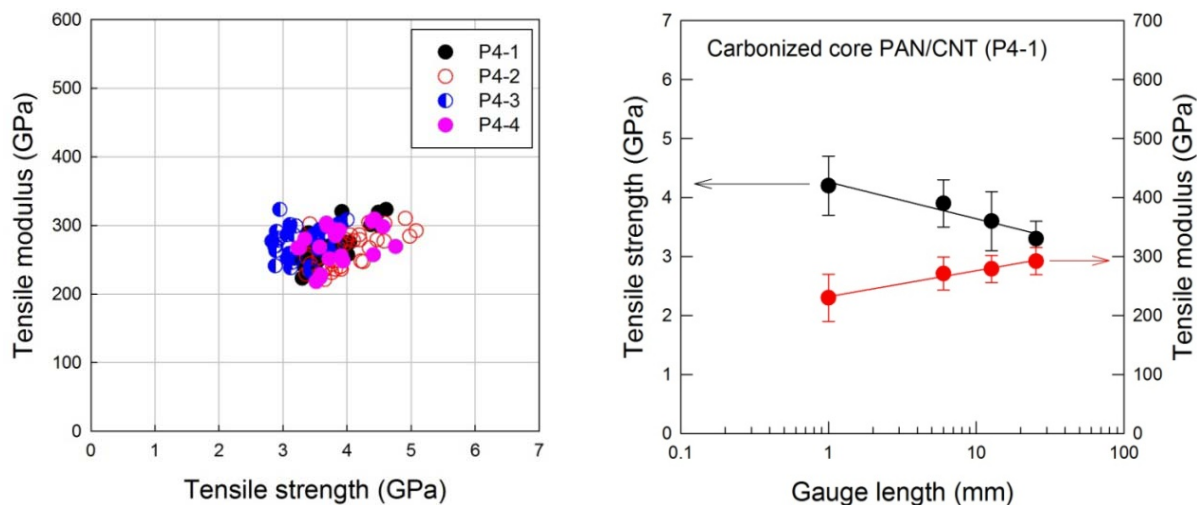 600
500
400
300
200
100
0
Tensile modulus (GPa)
P4-1
P4-2
P4-3
P4-4
0 1 2 3 4 5 6 7
Tensile strength (GPa)
7
6
5
4
3
2
1
0
Tensile strength (GPa)
Carbonized core PAN/CNT (P4-1)
700
600
500
400
300
200
100
0
Tensile modulus (GPa)
0.1 1 10 100
Gauge length (mm)